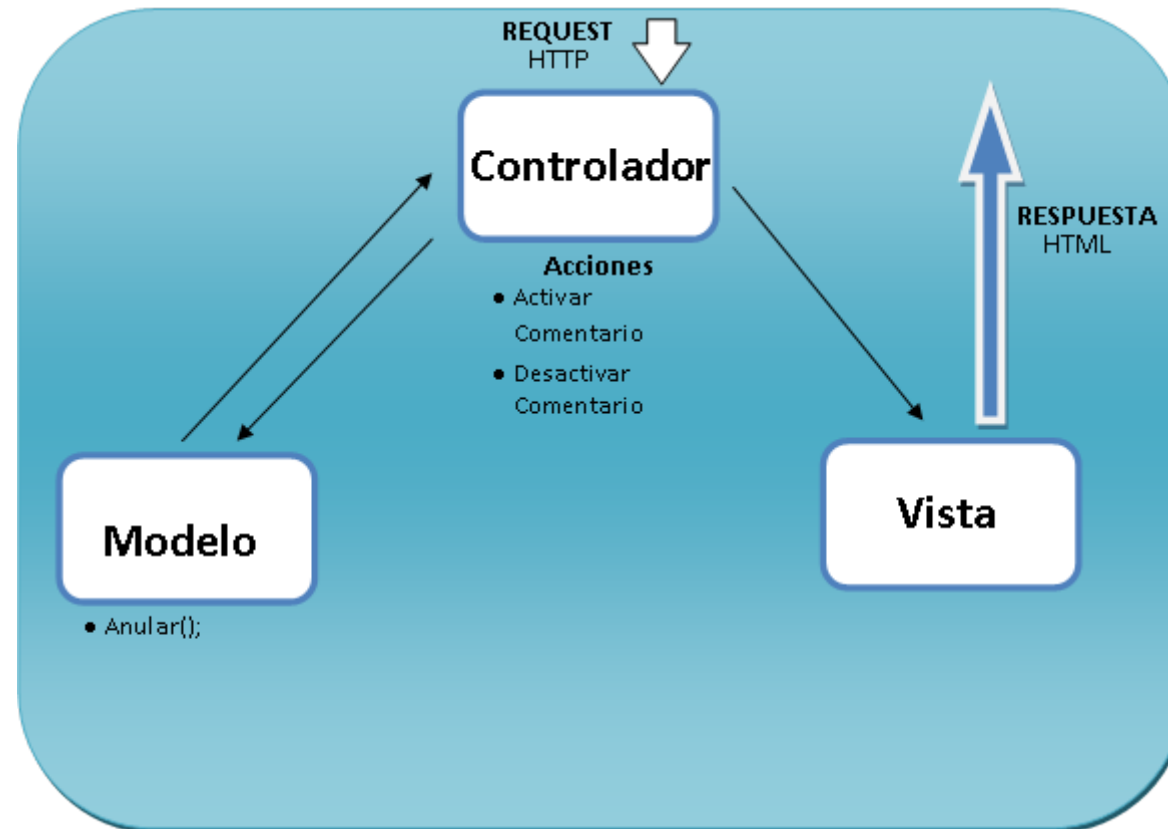 REQUEST
HTTP
Controlador
RESPUESTA
HTML
Acciones
● Activar
Comentario
● Desactivar
Comentario
Modelo
● Anular();
Vista